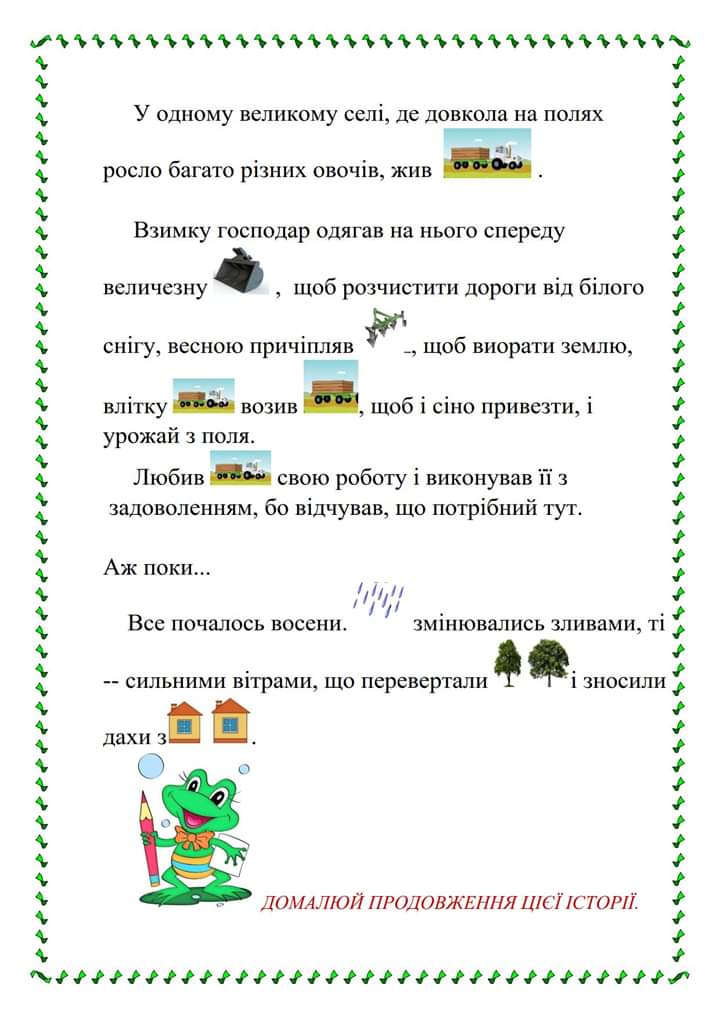 У одному великому селі, де довкола на полях
росло багато різних овочів, жив .
Взимку господар одягав на нього спереду
величезну , щоб розчистити дороги від білого
снігу, весною причіпляв , щоб виорати землю,
влітку возив , щоб і сіно привезти, і
урожай з поля.
Любив свою роботу і виконував її з
задоволенням, бо відчував, що потрібний тут.
Аж поки...
Все почалось восени. змінювались зливами, ті
-- сильними вітрами, що перевертали і зносили
дахи з .
ДОМАЛЮЙ ПРОДОВЖЕННЯ ЦІЄЇ ІСТОРІЇ.